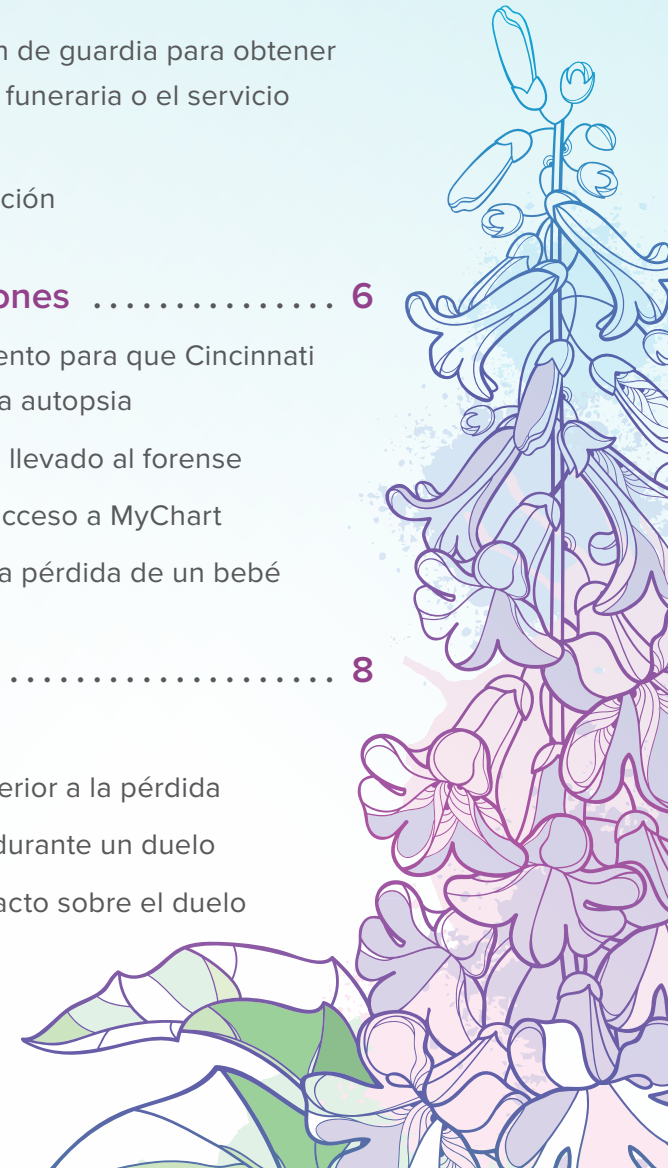 n de guardia para obtener
funeraria o el servicio
ción
ones ............... 6
ento para que Cincinnati
a autopsia
llevado al forense
cceso a MyChart
a pérdida de un bebé
.................... 8
erior a la pérdida
durante un duelo
acto sobre el duelo